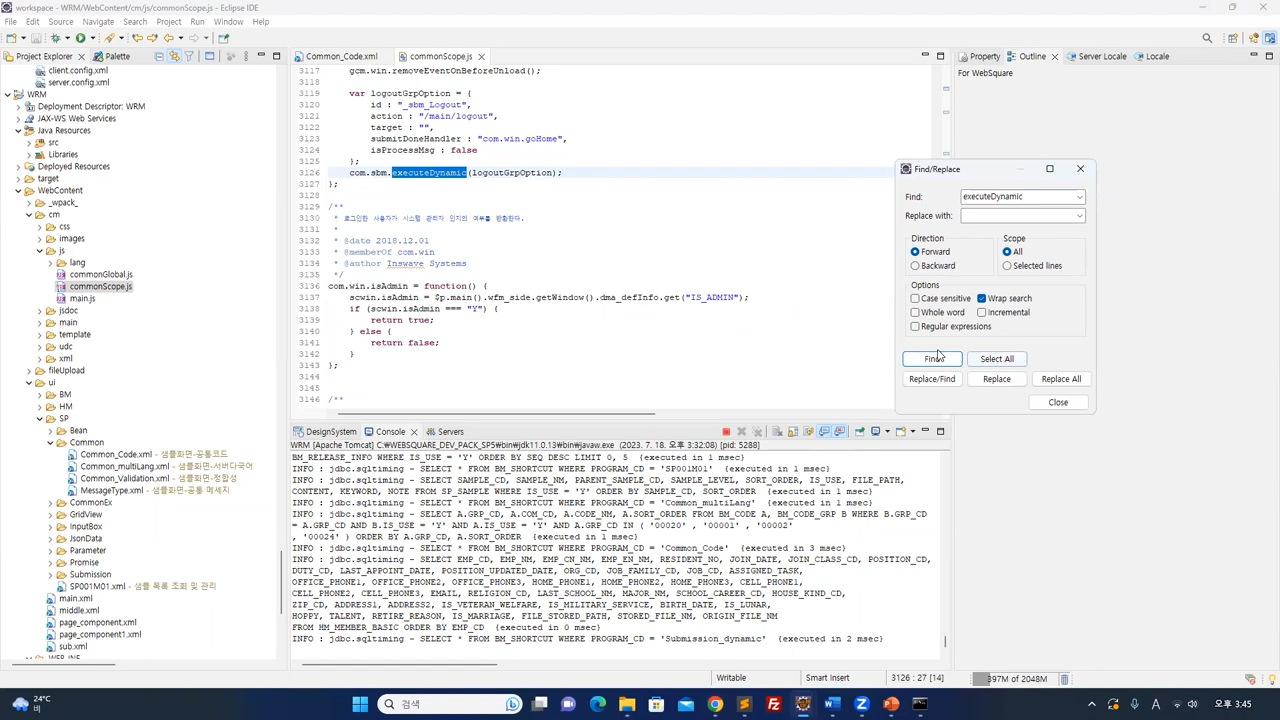 workspace - WRM/WebContent/cm/js/commonScope.js - Eclipse IDE
File Edit Source Navigate Search Project Run Window Help
Project Explorer Palette
client.config.xml
server.config.xml
WRM
Deployment Descriptor: WRM
JAX-WS Web Services
Java Resources
src
Libraries
Deployed Resources
target
WebContent
_wpack_
cm
css
images
js
lang
commonGlobal.js
commonScope.js
main.js
jsdoc
main
template
udc
xml
fileUpload
ui
BM
HM
SP
Bean
Common
Common_Code.xml -샘플화면-공통코드
Common_multiLang.xml -샘플화면-서버다국어
Common_Validation.xml -샘플화면-정합성
MessageType.xml -샘플화면-공통 메세지
CommonEx
GridView
InputBox
JsonData
Parameter
Promise
Submission
SP001M01.xml -샘플 목록 조회 및 관리
main.xml
middle.xml
page_component.xml
page_component1.xml
sub.xml
WEB-INF
Common_Code.xml commonScope.js
3117 gcm.win.removeEventOnBeforeUnload();
3118
3119 var logoutGrpOption = {
3120 id : "_sbm_Logout",
3121 action : "/main/logout",
3122 target : "",
3123 submitDoneHandler : "com.win.goHome",
3124 isProcessMsg : false
3125 };
3126 com.sbm.executeDynamic(logoutGrpOption);
3127 };
3128
3129 /**
3130 * 로그인한 사용자가 시스템 관리자 인지의 여부를 반환한다.
3131 *
3132 * @date 2018.12.01
3133 * @memberOf com.win
3134 * @author Inswave Systems
3135 */
3136 com.win.isAdmin = function() {
3137 scwin.isAdmin = $p.main().wfm_side.getWindow().dma_defInfo.get("IS_ADMIN");
3138 if (scwin.isAdmin === "Y") {
3139 return true;
3140 } else {
3141 return false;
3142 }
3143 };
3144
3145
3146 /**
Property Outline Server Locale Locale
For WebSquare
Find/Replace
Find: executeDynamic
Replace with:
Direction Scope
Forward All
Backward Selected lines
Options
Case sensitive Wrap search
Whole word Incremental
Regular expressions
Find Select All
Replace/Find Replace Replace All
Close
DesignSystem Console Servers
WRM [Apache Tomcat] C:\WEBSQUARE_DEV_PACK_SP5\bin\jdk11.0.13\bin\javaw.exe (2023. 7. 18. 오후 3:32:08) [pid: 5288]
BM_RELEASE_INFO WHERE IS_USE = 'Y' ORDER BY SEQ DESC LIMIT 0, 5 {executed in 1 msec}
INFO : jdbc.sqltiming - SELECT * FROM BM_SHORTCUT WHERE PROGRAM_CD = 'SP001M01' {executed in 1 msec}
INFO : jdbc.sqltiming - SELECT SAMPLE_CD, SAMPLE_NM, PARENT_SAMPLE_CD, SAMPLE_LEVEL, SORT_ORDER, IS_USE, FILE_PATH,
CONTENT, KEYWORD, NOTE FROM SP_SAMPLE WHERE IS_USE = 'Y' ORDER BY SAMPLE_CD, SORT_ORDER {executed in 1 msec}
INFO : jdbc.sqltiming - SELECT * FROM BM_SHORTCUT WHERE PROGRAM_CD = 'Common_multiLang' {executed in 1 msec}
INFO : jdbc.sqltiming - SELECT A.GRP_CD, A.COM_CD, A.CODE_NM, A.SORT_ORDER FROM BM_CODE A, BM_CODE_GRP B WHERE B.GRP_CD
= A.GRP_CD AND B.IS_USE = 'Y' AND A.IS_USE = 'Y' AND A.GRP_CD IN ( '00020' , '00001' , '00002'
, '00024' ) ORDER BY A.GRP_CD, A.SORT_ORDER {executed in 1 msec}
INFO : jdbc.sqltiming - SELECT * FROM BM_SHORTCUT WHERE PROGRAM_CD = 'Common_Code' {executed in 3 msec}
INFO : jdbc.sqltiming - SELECT EMP_CD, EMP_NM, EMP_CN_NM, EMP_EN_NM, RESIDENT_NO, JOIN_DATE, JOIN_CLASS_CD, POSITION_CD,
DUTY_CD, LAST_APPOINT_DATE, POSITION_UPDATED_DATE, ORG_CD, JOB_FAMILY_CD, JOB_CD, ASSIGNED_TASK,
OFFICE_PHONE1, OFFICE_PHONE2, OFFICE_PHONE3, HOME_PHONE1, HOME_PHONE2, HOME_PHONE3, CELL_PHONE1,
CELL_PHONE2, CELL_PHONE3, EMAIL, RELIGION_CD, LAST_SCHOOL_NM, MAJOR_NM, SCHOOL_CAREER_CD, HOUSE_KIND_CD,
ZIP_CD, ADDRESS1, ADDRESS2, IS_VETERAN_WELFARE, IS_MILITARY_SERVICE, BIRTH_DATE, IS_LUNAR,
HOPPY, TALENT, RETIRE_REASON, IS_MARRIAGE, FILE_STORED_PATH, STORED_FILE_NM, ORIGIN_FILE_NM
FROM HM_MEMBER_BASIC ORDER BY EMP_CD {executed in 0 msec}
INFO : jdbc.sqltiming - SELECT * FROM BM_SHORTCUT WHERE PROGRAM_CD = 'Submission_dynamic' {executed in 2 msec}
Writable Smart Insert 3126 : 27 [14] 397M of 2048M
24°C
비
검색
A 오후 3:45